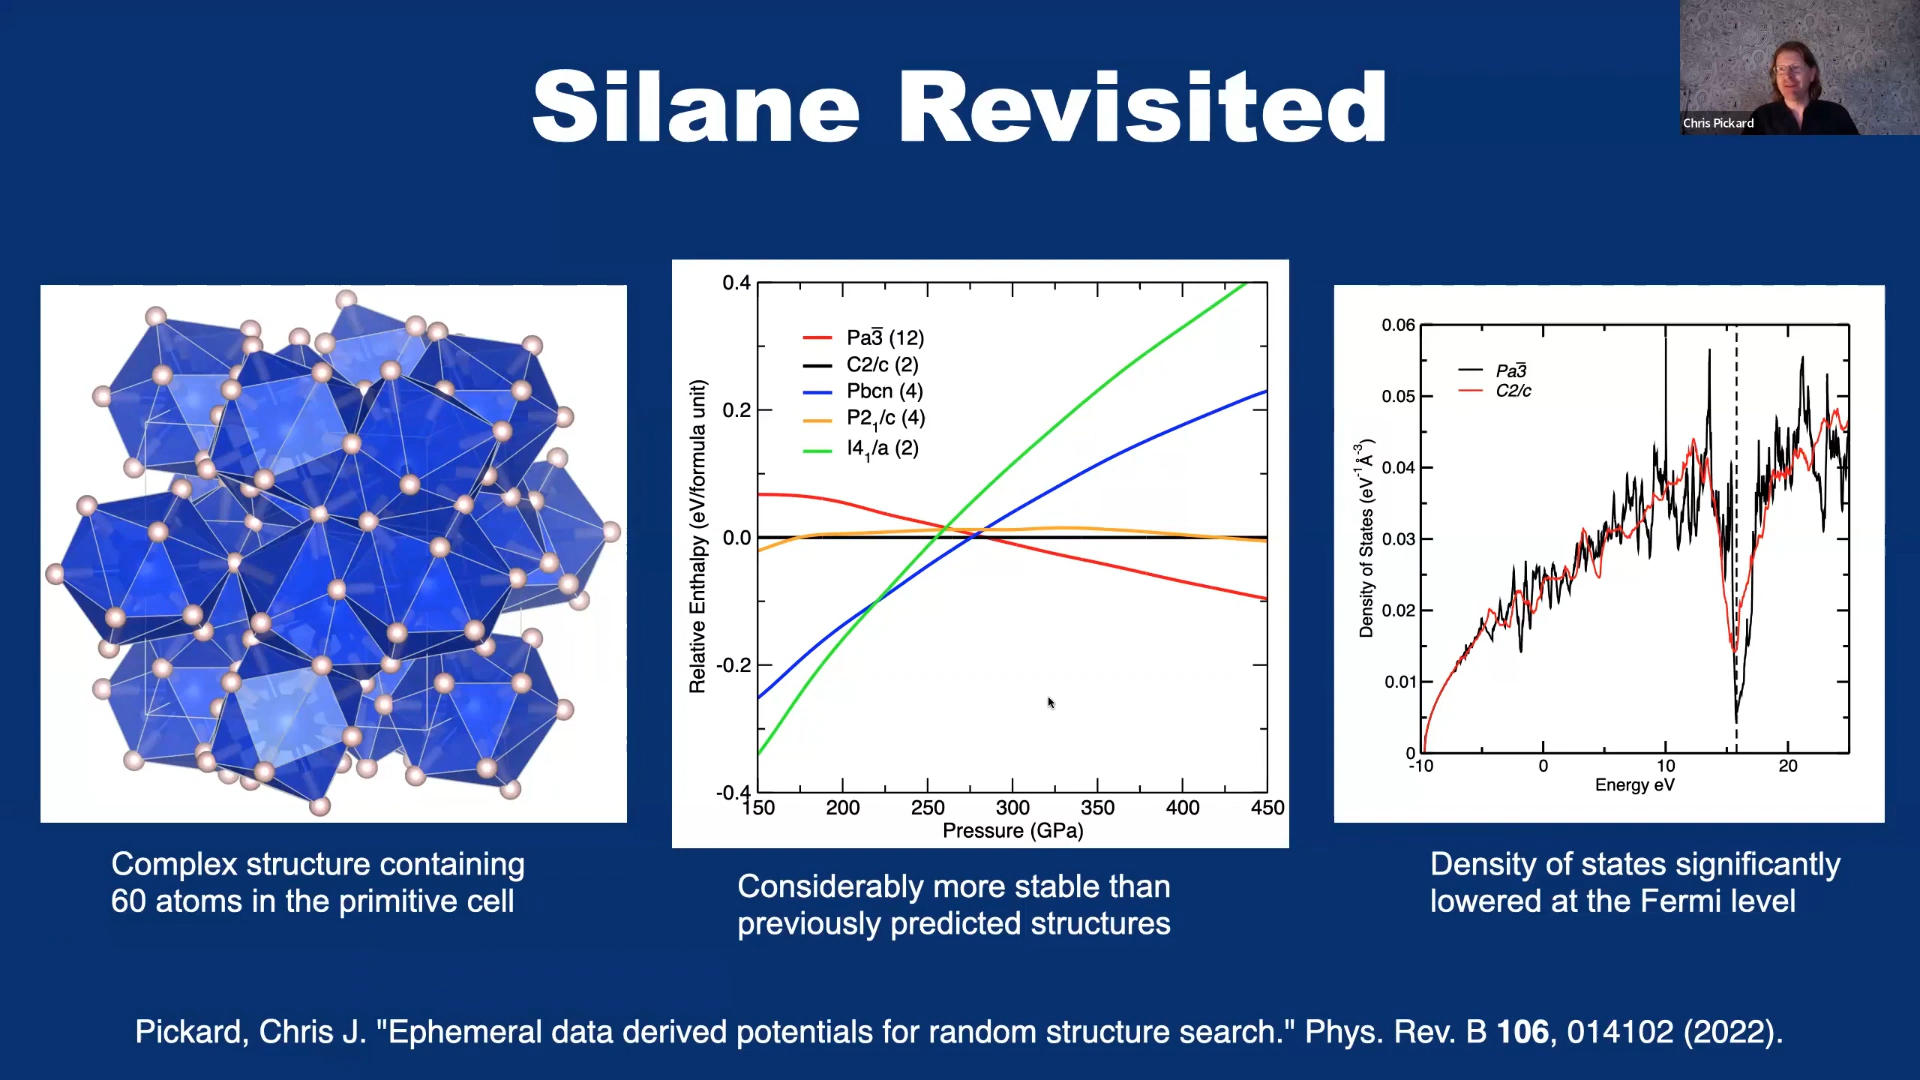 Silane Revisited
Chris Pickard
0.4
0.2
0.0
-0.2
-0.4
Relative Enthalpy (eV/formula unit)
Pa3̅ (12)
C2/c (2)
Pbcn (4)
P2₁/c (4)
I4₁/a (2)
150 200 250 300 350 400 450
Pressure (GPa)
0.06
0.05
0.04
0.03
0.02
0.01
0
Density of States (eV⁻¹Å⁻³)
Pa3̅
C2/c
-10 0 10 20
Energy eV
Complex structure containing
60 atoms in the primitive cell
Considerably more stable than
previously predicted structures
Density of states significantly
lowered at the Fermi level
Pickard, Chris J. "Ephemeral data derived potentials for random structure search." Phys. Rev. B 106, 014102 (2022).